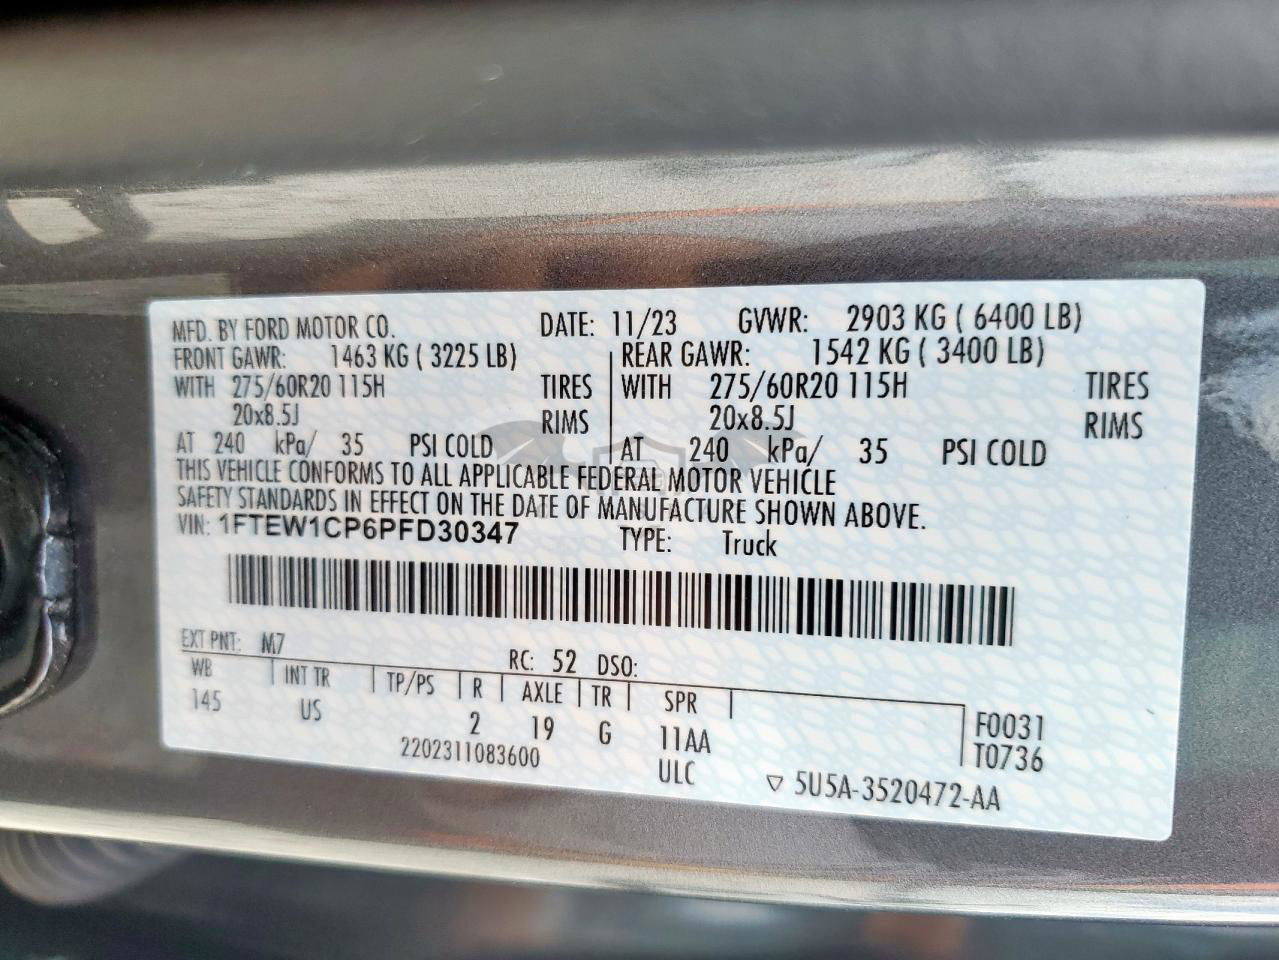 MFD. BY FORD MOTOR CO. DATE: 11/23 GVWR: 2903 KG ( 6400 LB)
FRONT GAWR: 1463 KG ( 3225 LB) REAR GAWR: 1542 KG ( 3400 LB)
WITH 275/60R20 115H TIRES WITH 275/60R20 115H TIRES
20x8.5J RIMS 20x8.5J RIMS
AT 240 kPa/ 35 PSI COLD AT 240 kPa/ 35 PSI COLD
THIS VEHICLE CONFORMS TO ALL APPLICABLE FEDERAL MOTOR VEHICLE
SAFETY STANDARDS IN EFFECT ON THE DATE OF MANUFACTURE SHOWN ABOVE.
VIN: 1FTEW1CP6PFD30347 TYPE: Truck
EXT PNT: M7 RC: 52 DSO:
WB INT TR TP/PS R AXLE TR SPR
145 US 2 19 G 11AA F0031
2202311083600 ULC T0736
▽ 5U5A-3520472-AA